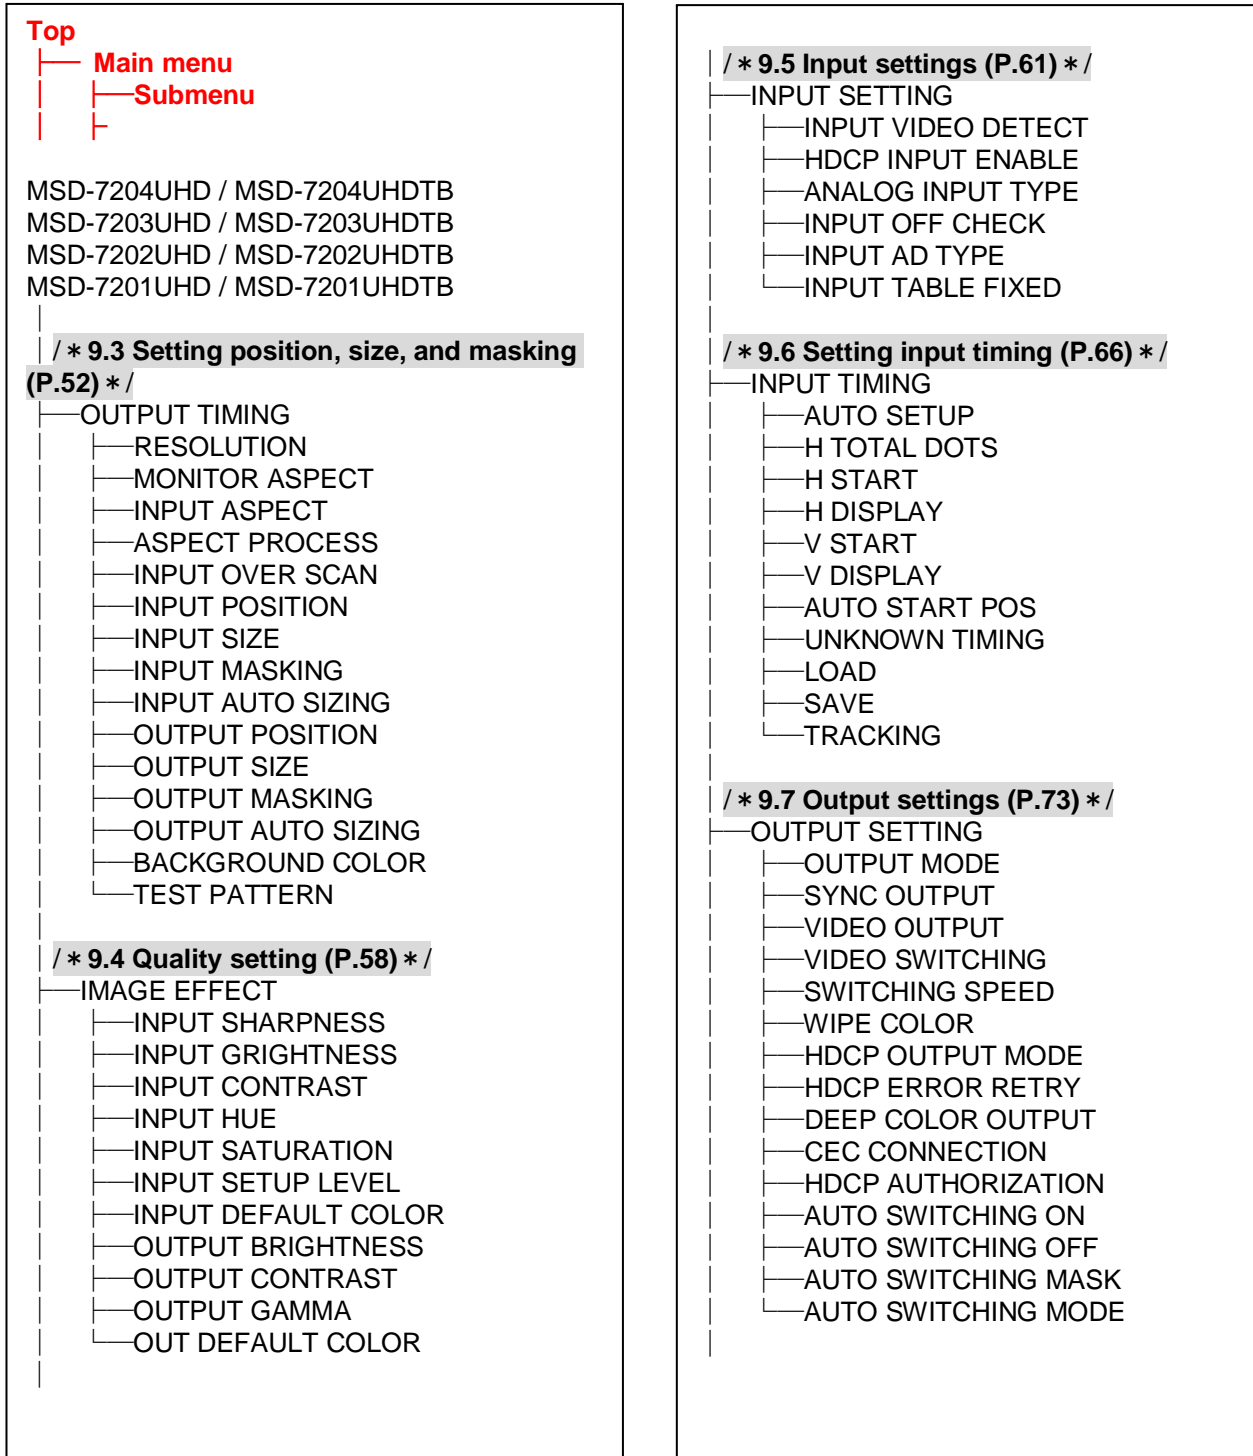 Top
Main menu
Submenu
MSD-7204UHD / MSD-7204UHDTB
MSD-7203UHD / MSD-7203UHDTB
MSD-7202UHD / MSD-7202UHDTB
MSD-7201UHD / MSD-7201UHDTB
/*9.3 Setting position, size, and masking
(P.52)*/
OUTPUT TIMING
RESOLUTION
MONITOR ASPECT
INPUT ASPECT
ASPECT PROCESS
INPUT OVER SCAN
INPUT POSITION
INPUT SIZE
INPUT MASKING
INPUT AUTO SIZING
OUTPUT POSITION
OUTPUT SIZE
OUTPUT MASKING
OUTPUT AUTO SIZING
BACKGROUND COLOR
TEST PATTERN
/*9.4 Quality setting (P.58)*/
IMAGE EFFECT
INPUT SHARPNESS
INPUT GRIGHTNESS
INPUT CONTRAST
INPUT HUE
INPUT SATURATION
INPUT SETUP LEVEL
INPUT DEFAULT COLOR
OUTPUT BRIGHTNESS
OUTPUT CONTRAST
OUTPUT GAMMA
OUT DEFAULT COLOR
/*9.5 Input settings (P.61)*/
INPUT SETTING
INPUT VIDEO DETECT
HDCP INPUT ENABLE
ANALOG INPUT TYPE
INPUT OFF CHECK
INPUT AD TYPE
INPUT TABLE FIXED
/*9.6 Setting input timing (P.66)*/
INPUT TIMING
AUTO SETUP
H TOTAL DOTS
H START
H DISPLAY
V START
V DISPLAY
AUTO START POS
UNKNOWN TIMING
LOAD
SAVE
TRACKING
/*9.7 Output settings (P.73)*/
OUTPUT SETTING
OUTPUT MODE
SYNC OUTPUT
VIDEO OUTPUT
VIDEO SWITCHING
SWITCHING SPEED
WIPE COLOR
HDCP OUTPUT MODE
HDCP ERROR RETRY
DEEP COLOR OUTPUT
CEC CONNECTION
HDCP AUTHORIZATION
AUTO SWITCHING ON
AUTO SWITCHING OFF
AUTO SWITCHING MASK
AUTO SWITCHING MODE